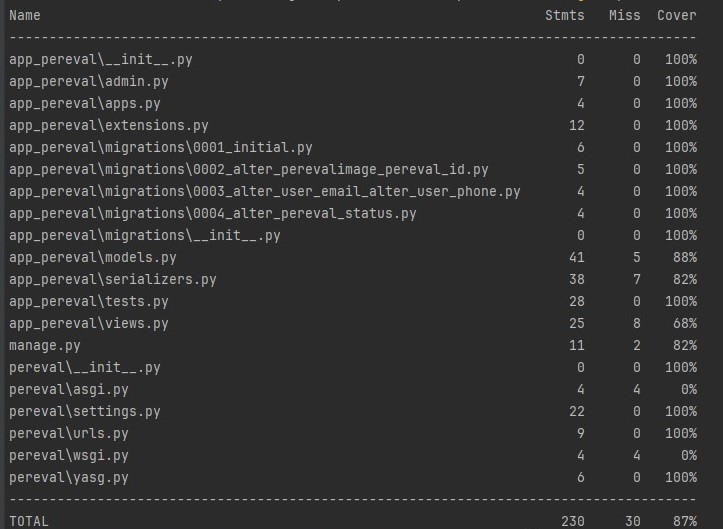 Name Stmts Miss Cover
-----------------------------------------------------------------------------------
app_pereval\__init__.py 0 0 100%
app_pereval\admin.py 7 0 100%
app_pereval\apps.py 4 0 100%
app_pereval\extensions.py 12 0 100%
app_pereval\migrations\0001_initial.py 6 0 100%
app_pereval\migrations\0002_alter_perevalimage_pereval_id.py 5 0 100%
app_pereval\migrations\0003_alter_user_email_alter_user_phone.py 4 0 100%
app_pereval\migrations\0004_alter_pereval_status.py 4 0 100%
app_pereval\migrations\__init__.py 0 0 100%
app_pereval\models.py 41 5 88%
app_pereval\serializers.py 38 7 82%
app_pereval\tests.py 28 0 100%
app_pereval\views.py 25 8 68%
manage.py 11 2 82%
pereval\__init__.py 0 0 100%
pereval\asgi.py 4 4 0%
pereval\settings.py 22 0 100%
pereval\urls.py 9 0 100%
pereval\wsgi.py 4 4 0%
pereval\yasg.py 6 0 100%
-----------------------------------------------------------------------------------
TOTAL 230 30 87%